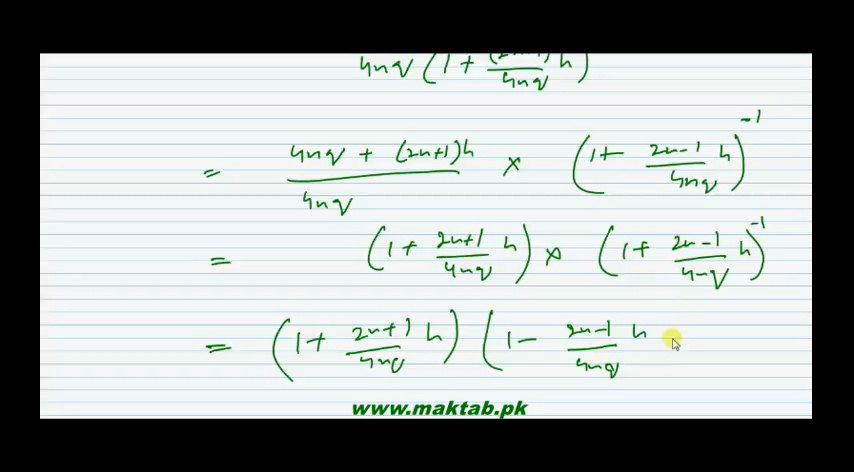 4nq (1 + (2n+1)/4nq h)
= 4nq + (2n+1)h / 4nq × (1 + 2n-1/4nq h)^-1
= (1 + 2n+1/4nq h) × (1 + 2n-1/4nq h)^-1
= (1 + 2n+1/4nq h) (1 - 2n-1/4nq h
www.maktab.pk